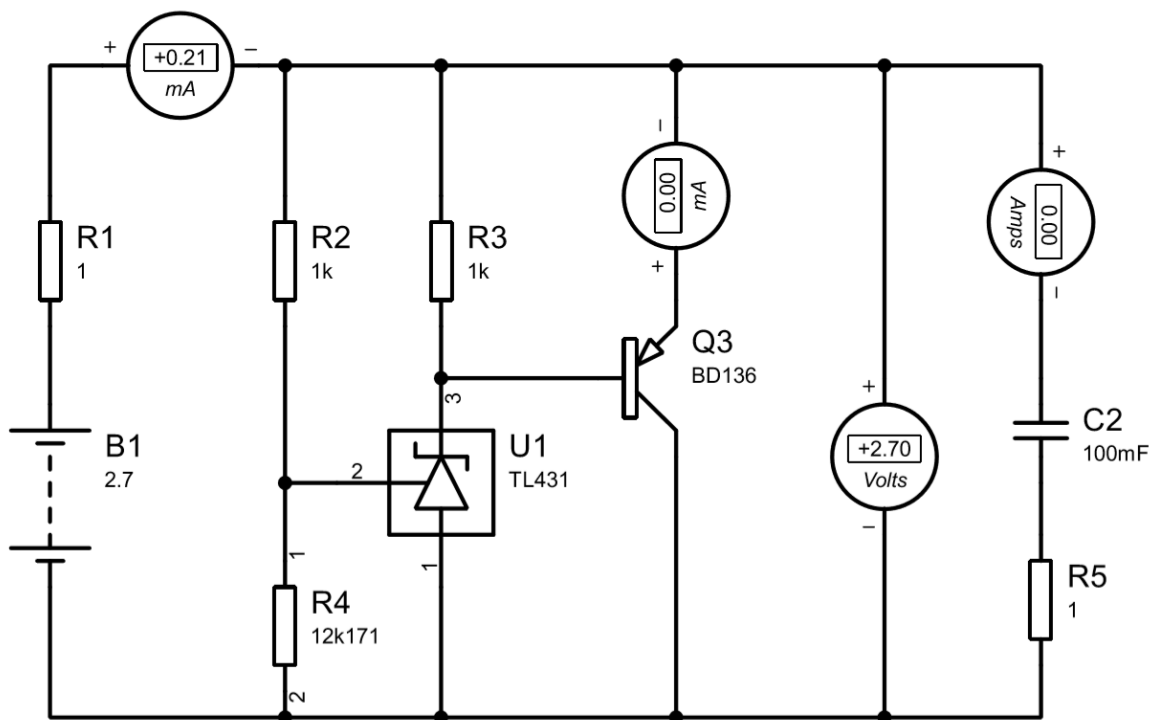 +
+0.21
mA
−
R1
1
B1
2.7
R2
1k
R3
1k
−
0.00
mA
+
Q3
BD136
3
2
U1
TL431
1
1
R4
12k171
2
+
+2.70
Volts
−
+
0.00
Amps
−
C2
100mF
R5
1